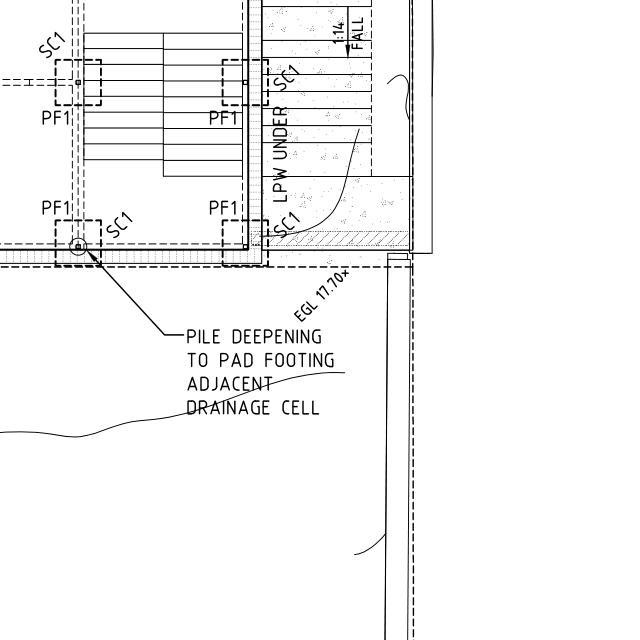 SC1
1:14
FALL
SC1
PF1
PF1
LPW UNDER
PF1
PF1
SC1
SC1
EGL 17.70
PILE DEEPENING
TO PAD FOOTING
ADJACENT
DRAINAGE CELL